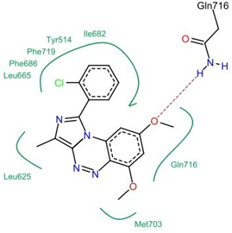 Gln716
Tyr514
Ile682
Phe719
Phe686
Leu665
O
N
H
H
Cl
N
N
O
Gln716
N
N
O
Leu625
Met703